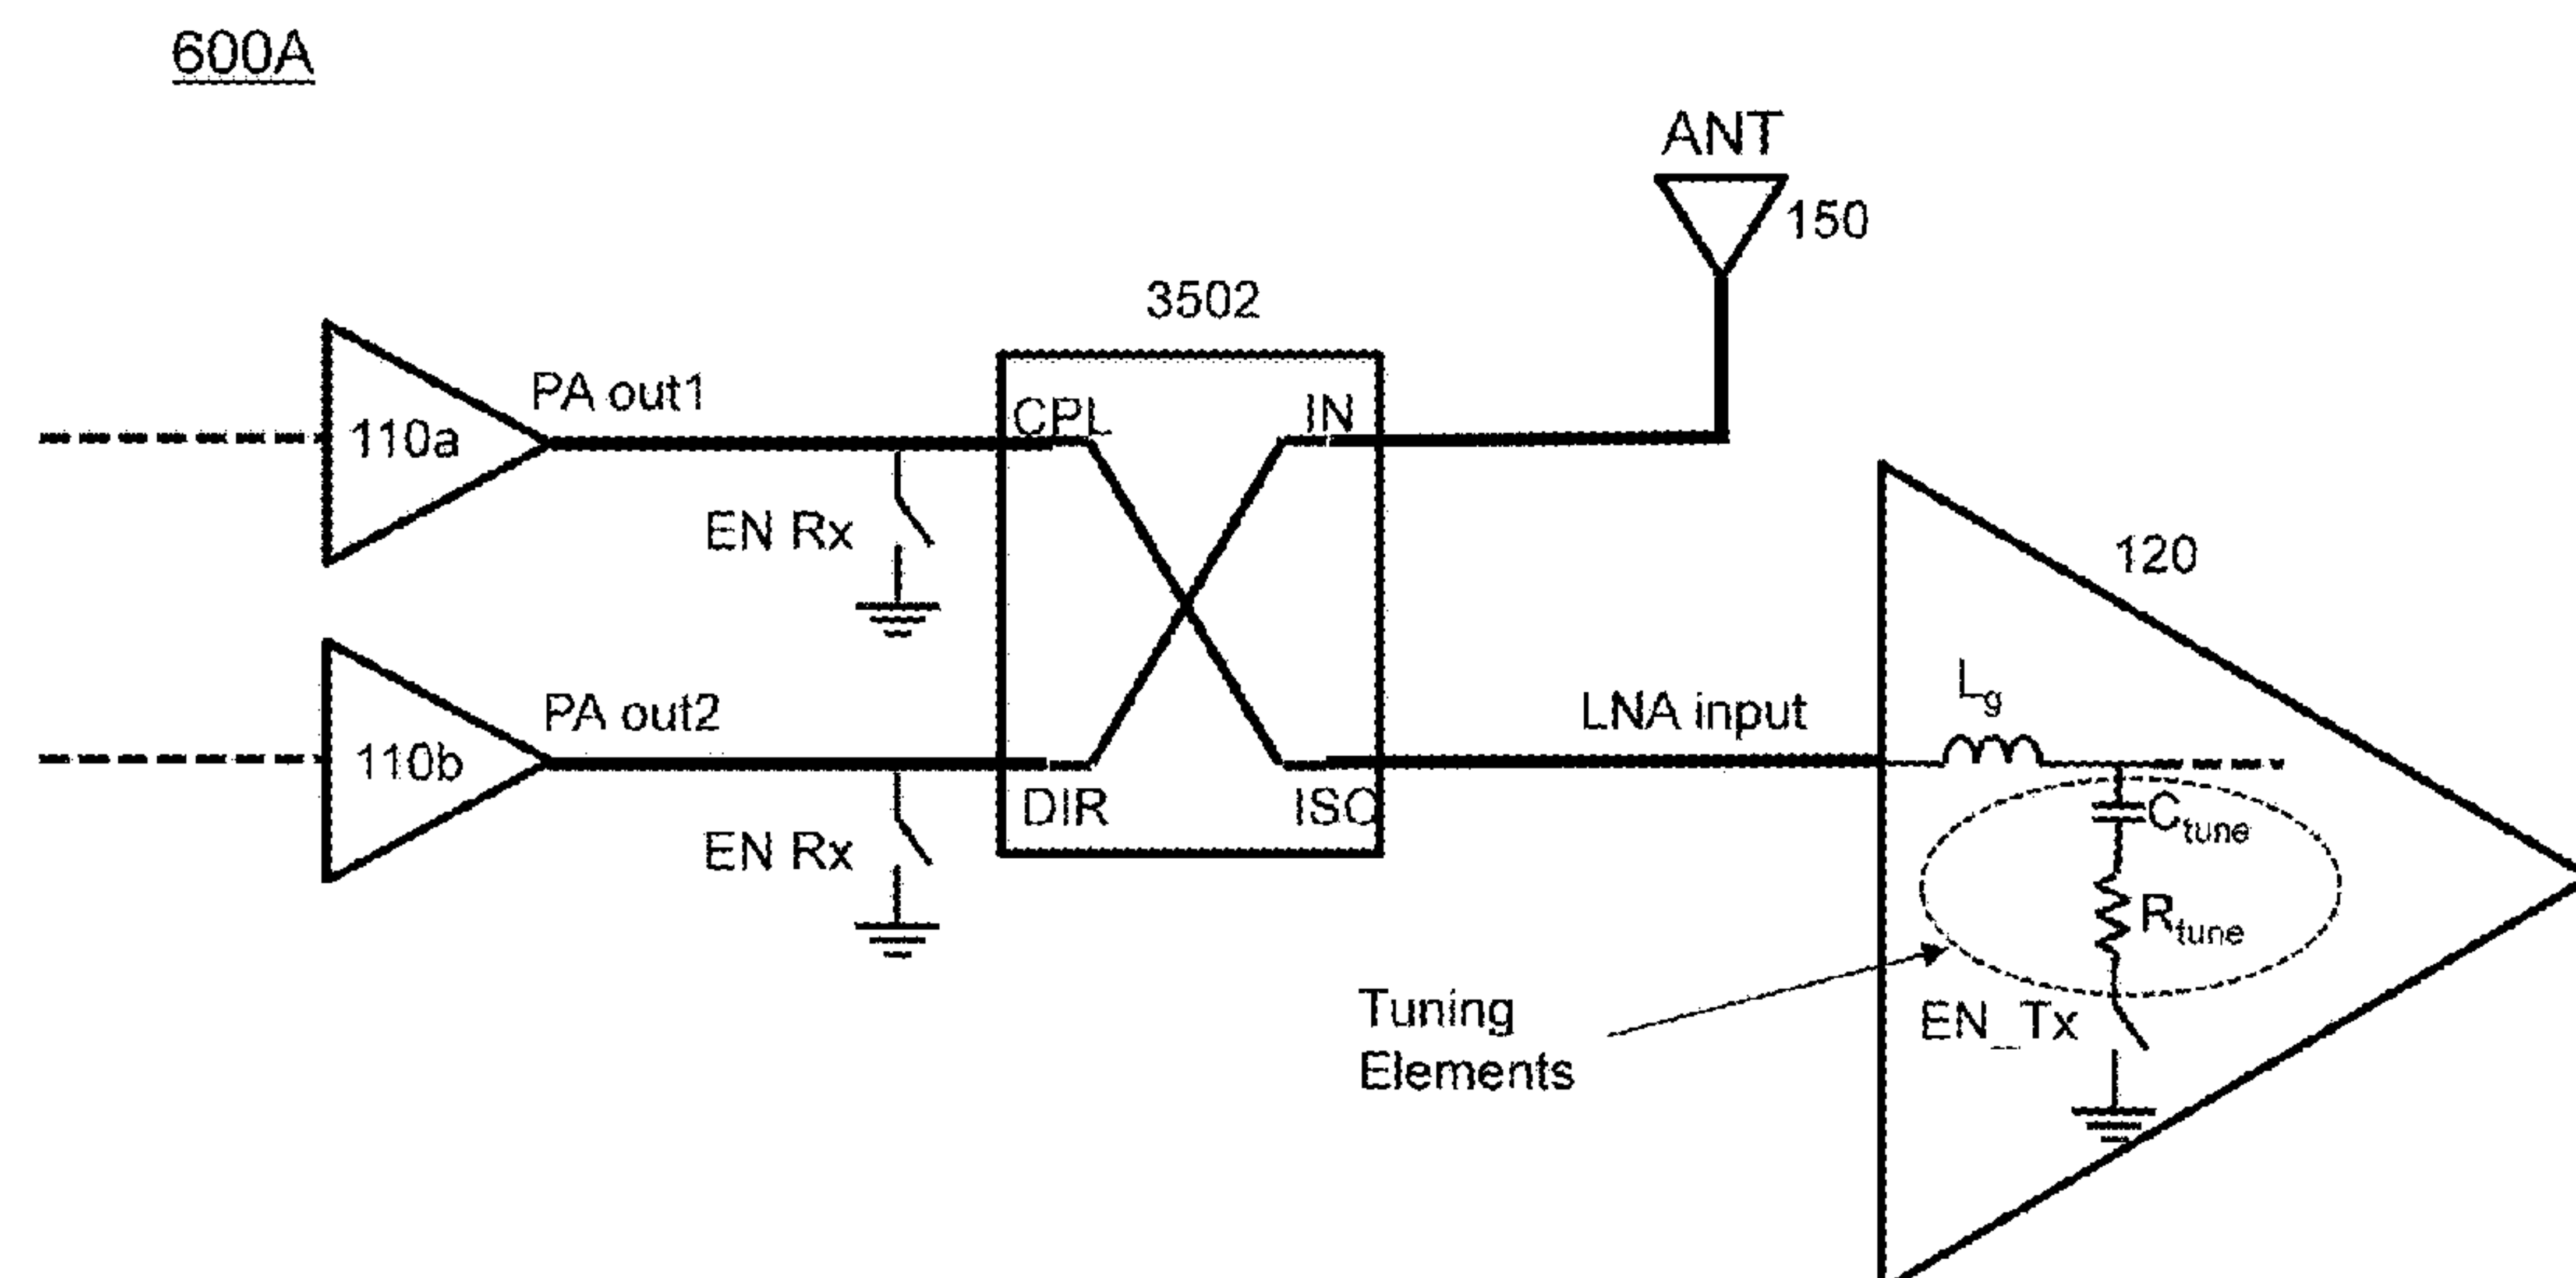 600A
ANT
150
3502
PA out1
CPL
IN
110a
EN Rx
120
PA out2
LNA input
Lg
110b
DIR
ISO
Ctune
EN Rx
Rtune
Tuning
Elements
EN_Tx